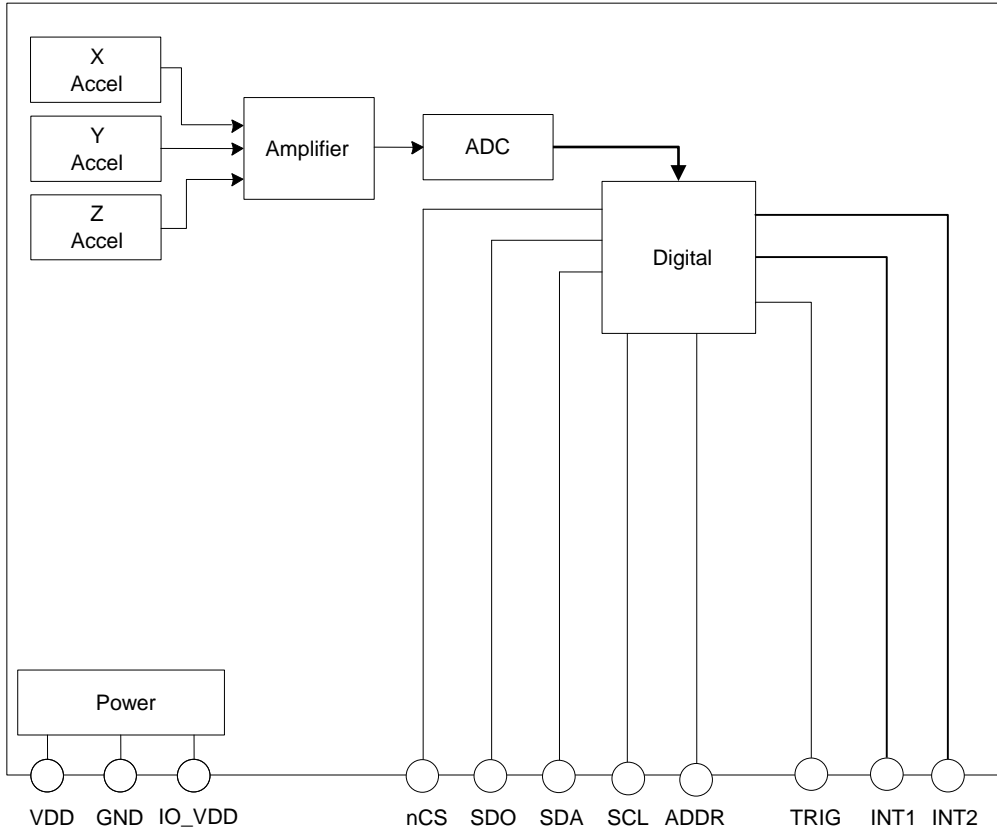 X
Accel
Y
Accel
Z
Accel
Amplifier
ADC
Digital
Power
VDD
GND
IO_VDD
nCS
SDO
SDA
SCL
ADDR
TRIG
INT1
INT2